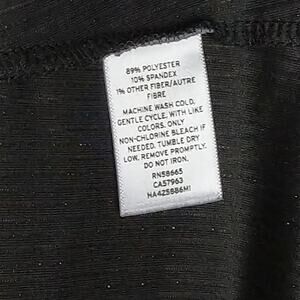 89% POLYESTER
10% SPANDEX
1% OTHER FIBER/AUTRE
FIBRE
MACHINE WASH COLD,
GENTLE CYCLE, WITH LIKE
COLORS. ONLY
NON-CHLORINE BLEACH IF
NEEDED. TUMBLE DRY
LOW. REMOVE PROMPTLY.
DO NOT IRON.
RN58665
CA57963
HA425886MI